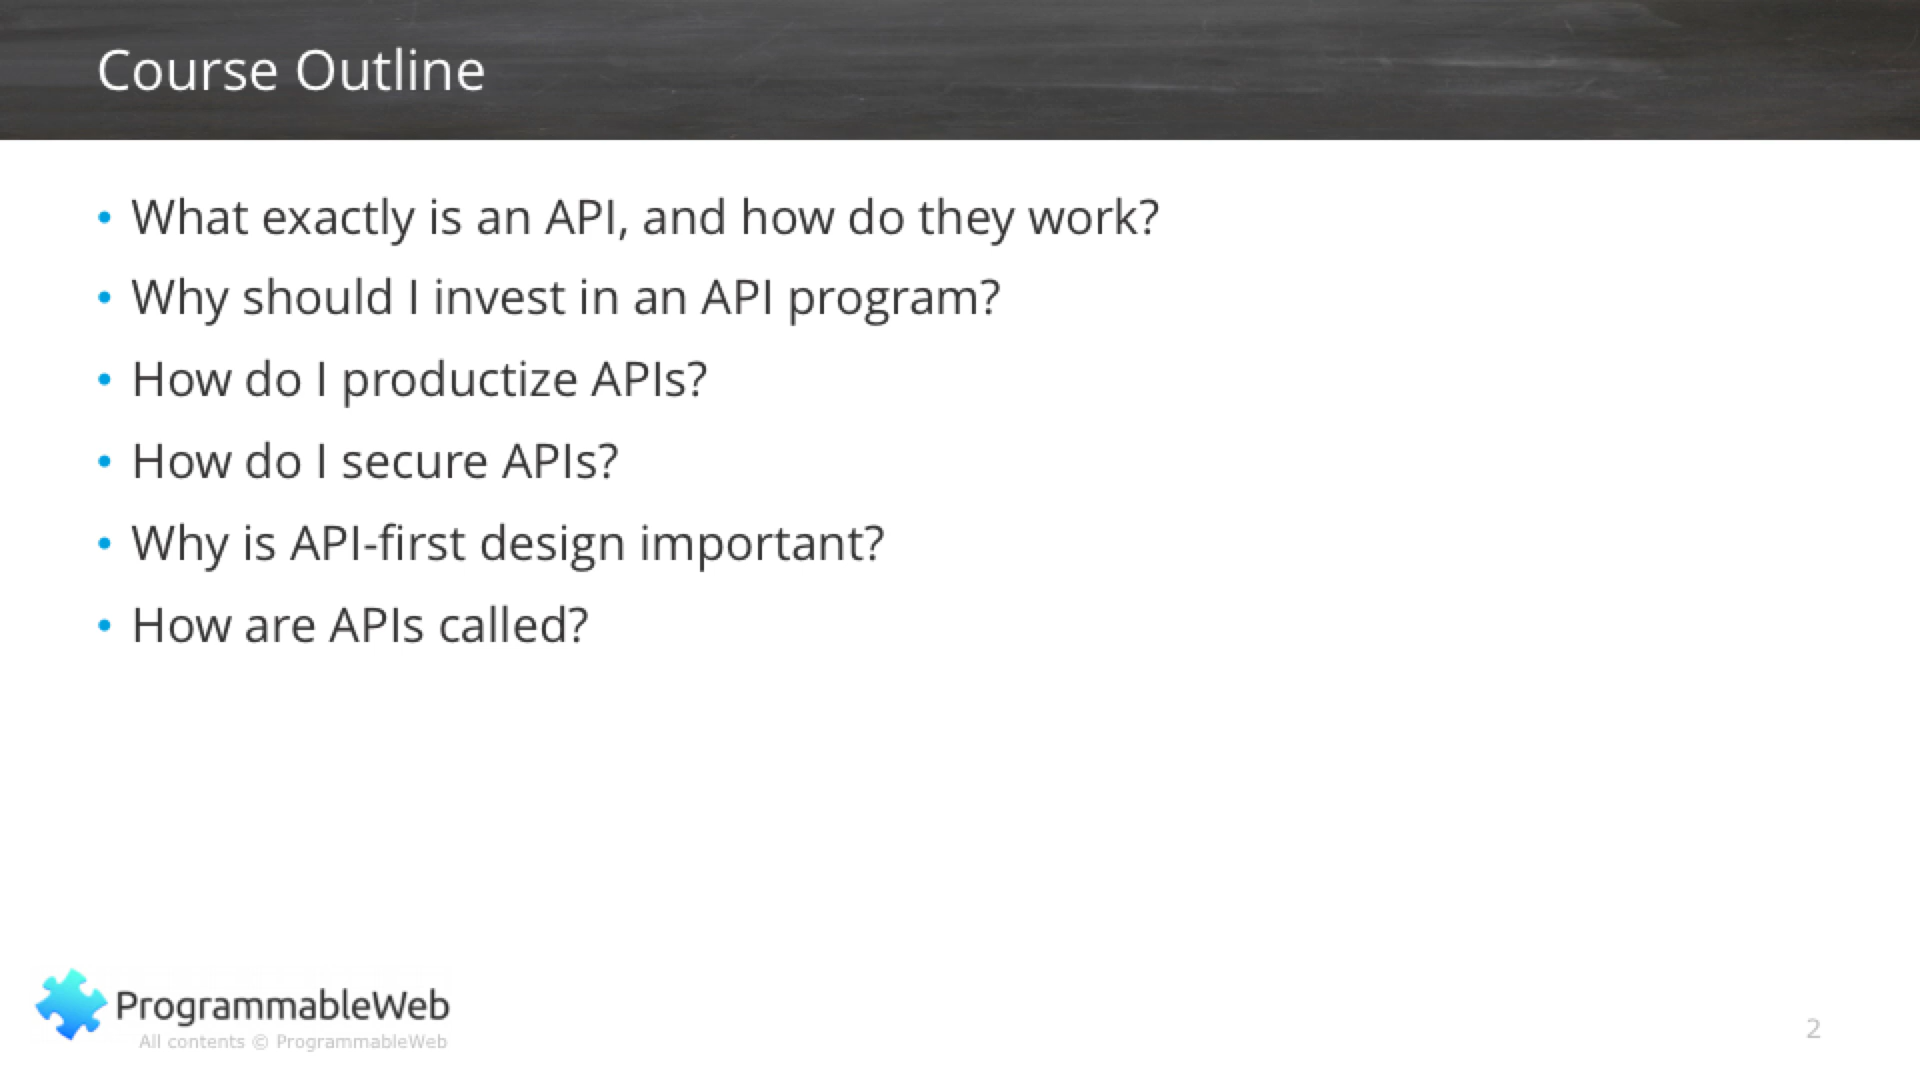 Course Outline
• What exactly is an API, and how do they work?
• Why should I invest in an API program?
• How do I productize APIs?
• How do I secure APIs?
• Why is API-first design important?
• How are APIs called?
ProgrammableWeb
All contents © ProgrammableWeb
2